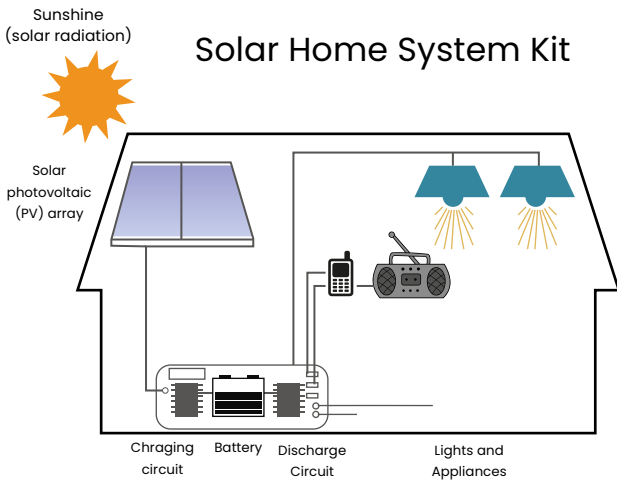 Sunshine
(solar radiation)
Solar Home System Kit
Solar
photovoltaic
(PV) array
Chraging
circuit
Battery
Discharge
Circuit
Lights and
Appliances